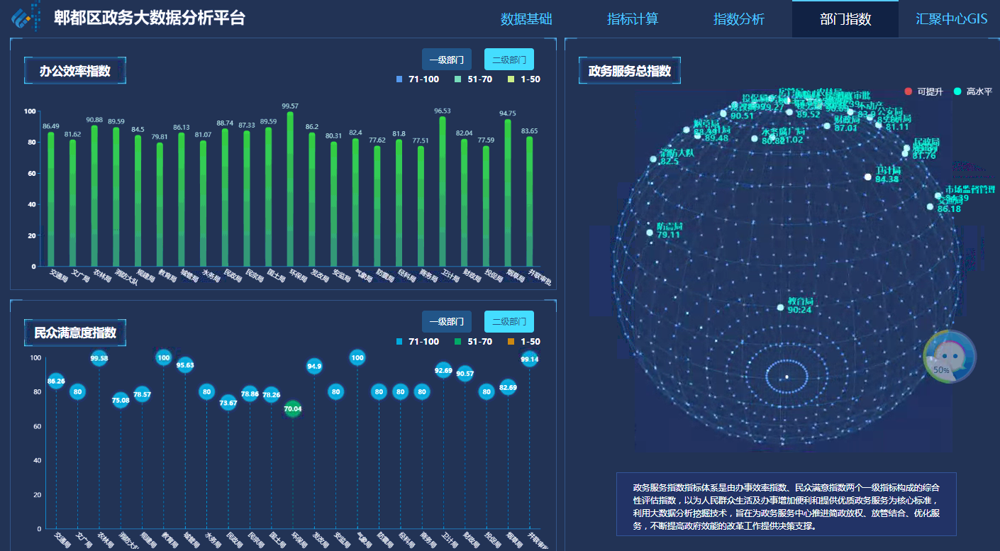 郫都区政务大数据分析平台
数据基础
指标计算
指数分析
部门指数
汇聚中心GIS
办公效率指数
一级部门
二级部门
71-100
51-70
1-50
100
80
60
40
20
0
86.49
81.62
90.88
89.59
84.5
79.81
86.13
81.07
88.74
87.33
89.59
99.57
86.2
80.31
82.4
77.62
81.8
77.51
96.53
82.04
77.59
94.75
83.65
交通局
文广局
农林局
消防大队
规建局
教育局
城管局
水务局
民政局
民宗局
国土局
环保局
发改局
安监局
气象局
防震局
经科局
商务局
卫计局
财政局
投促局
烟草局
并联审批
民众满意度指数
一级部门
二级部门
71-100
51-70
1-50
100
80
60
40
20
0
86.26
80
99.58
75.08
78.57
100
95.63
80
73.67
78.86
78.26
70.04
94.9
80
100
80
80
80
92.69
90.57
80
82.69
99.14
交通局
文广局
农林局
消防大队
规建局
教育局
城管局
水务局
民政局
民宗局
国土局
环保局
发改局
安监局
气象局
防震局
经科局
商务局
卫计局
财政局
投促局
烟草局
并联审批
政务服务总指数
可提升
高水平
90.51
89.52
财政局
87.01
81.11
89.48
消防大队
82.5
民政局
81.76
卫计局
84.38
市场监督管理
84.39
交通局
86.18
防震局
79.11
教育局
90.24
50%
政务服务指数指标体系是由办事效率指数、民众满意指数两个一级指标构成的综合
性评估指数，以为人民群众生活及办事增加便利和提供优质政务服务为核心标准，
利用大数据分析挖掘技术，旨在为政务服务中心推进简政放权、放管结合、优化服
务，不断提高政府效能的改革工作提供决策支撑。